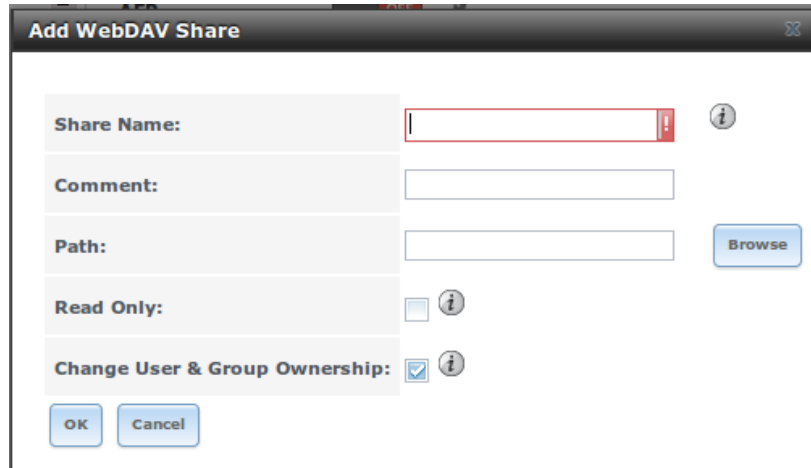 Add WebDAV Share
Share Name:
Comment:
Path:
Browse
Read Only:
Change User & Group Ownership:
OK
Cancel